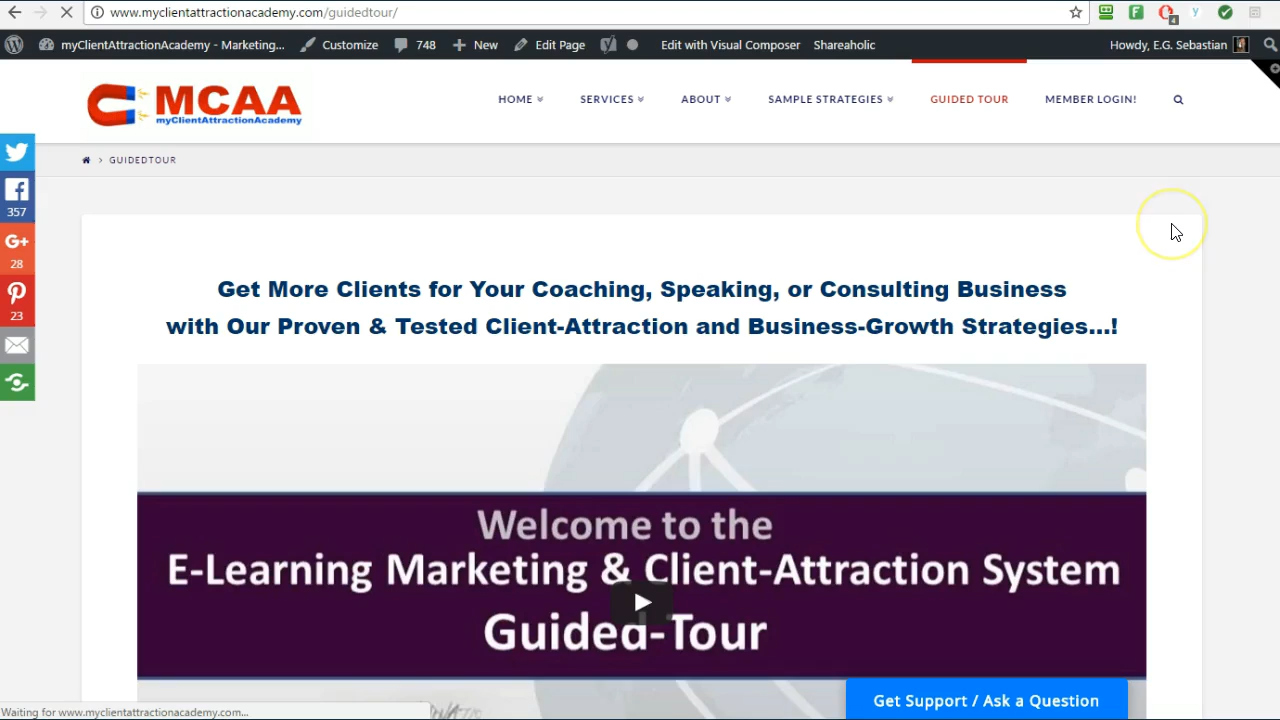 www.myclientattractionacademy.com/guidedtour/
4
myClientAttractionAcademy - Marketing... Customize 748 New Edit Page Edit with Visual Composer Shareaholic Howdy, E.G. Sebastian
MCAA
myClientAttractionAcademy
HOME SERVICES ABOUT SAMPLE STRATEGIES GUIDED TOUR MEMBER LOGIN!
> GUIDEDTOUR
357
G+
28
23
Get More Clients for Your Coaching, Speaking, or Consulting Business
with Our Proven & Tested Client-Attraction and Business-Growth Strategies...!
Welcome to the
E-Learning Marketing & Client-Attraction System
Guided-Tour
Get Support / Ask a Question
Waiting for www.myclientattractionacademy.com...